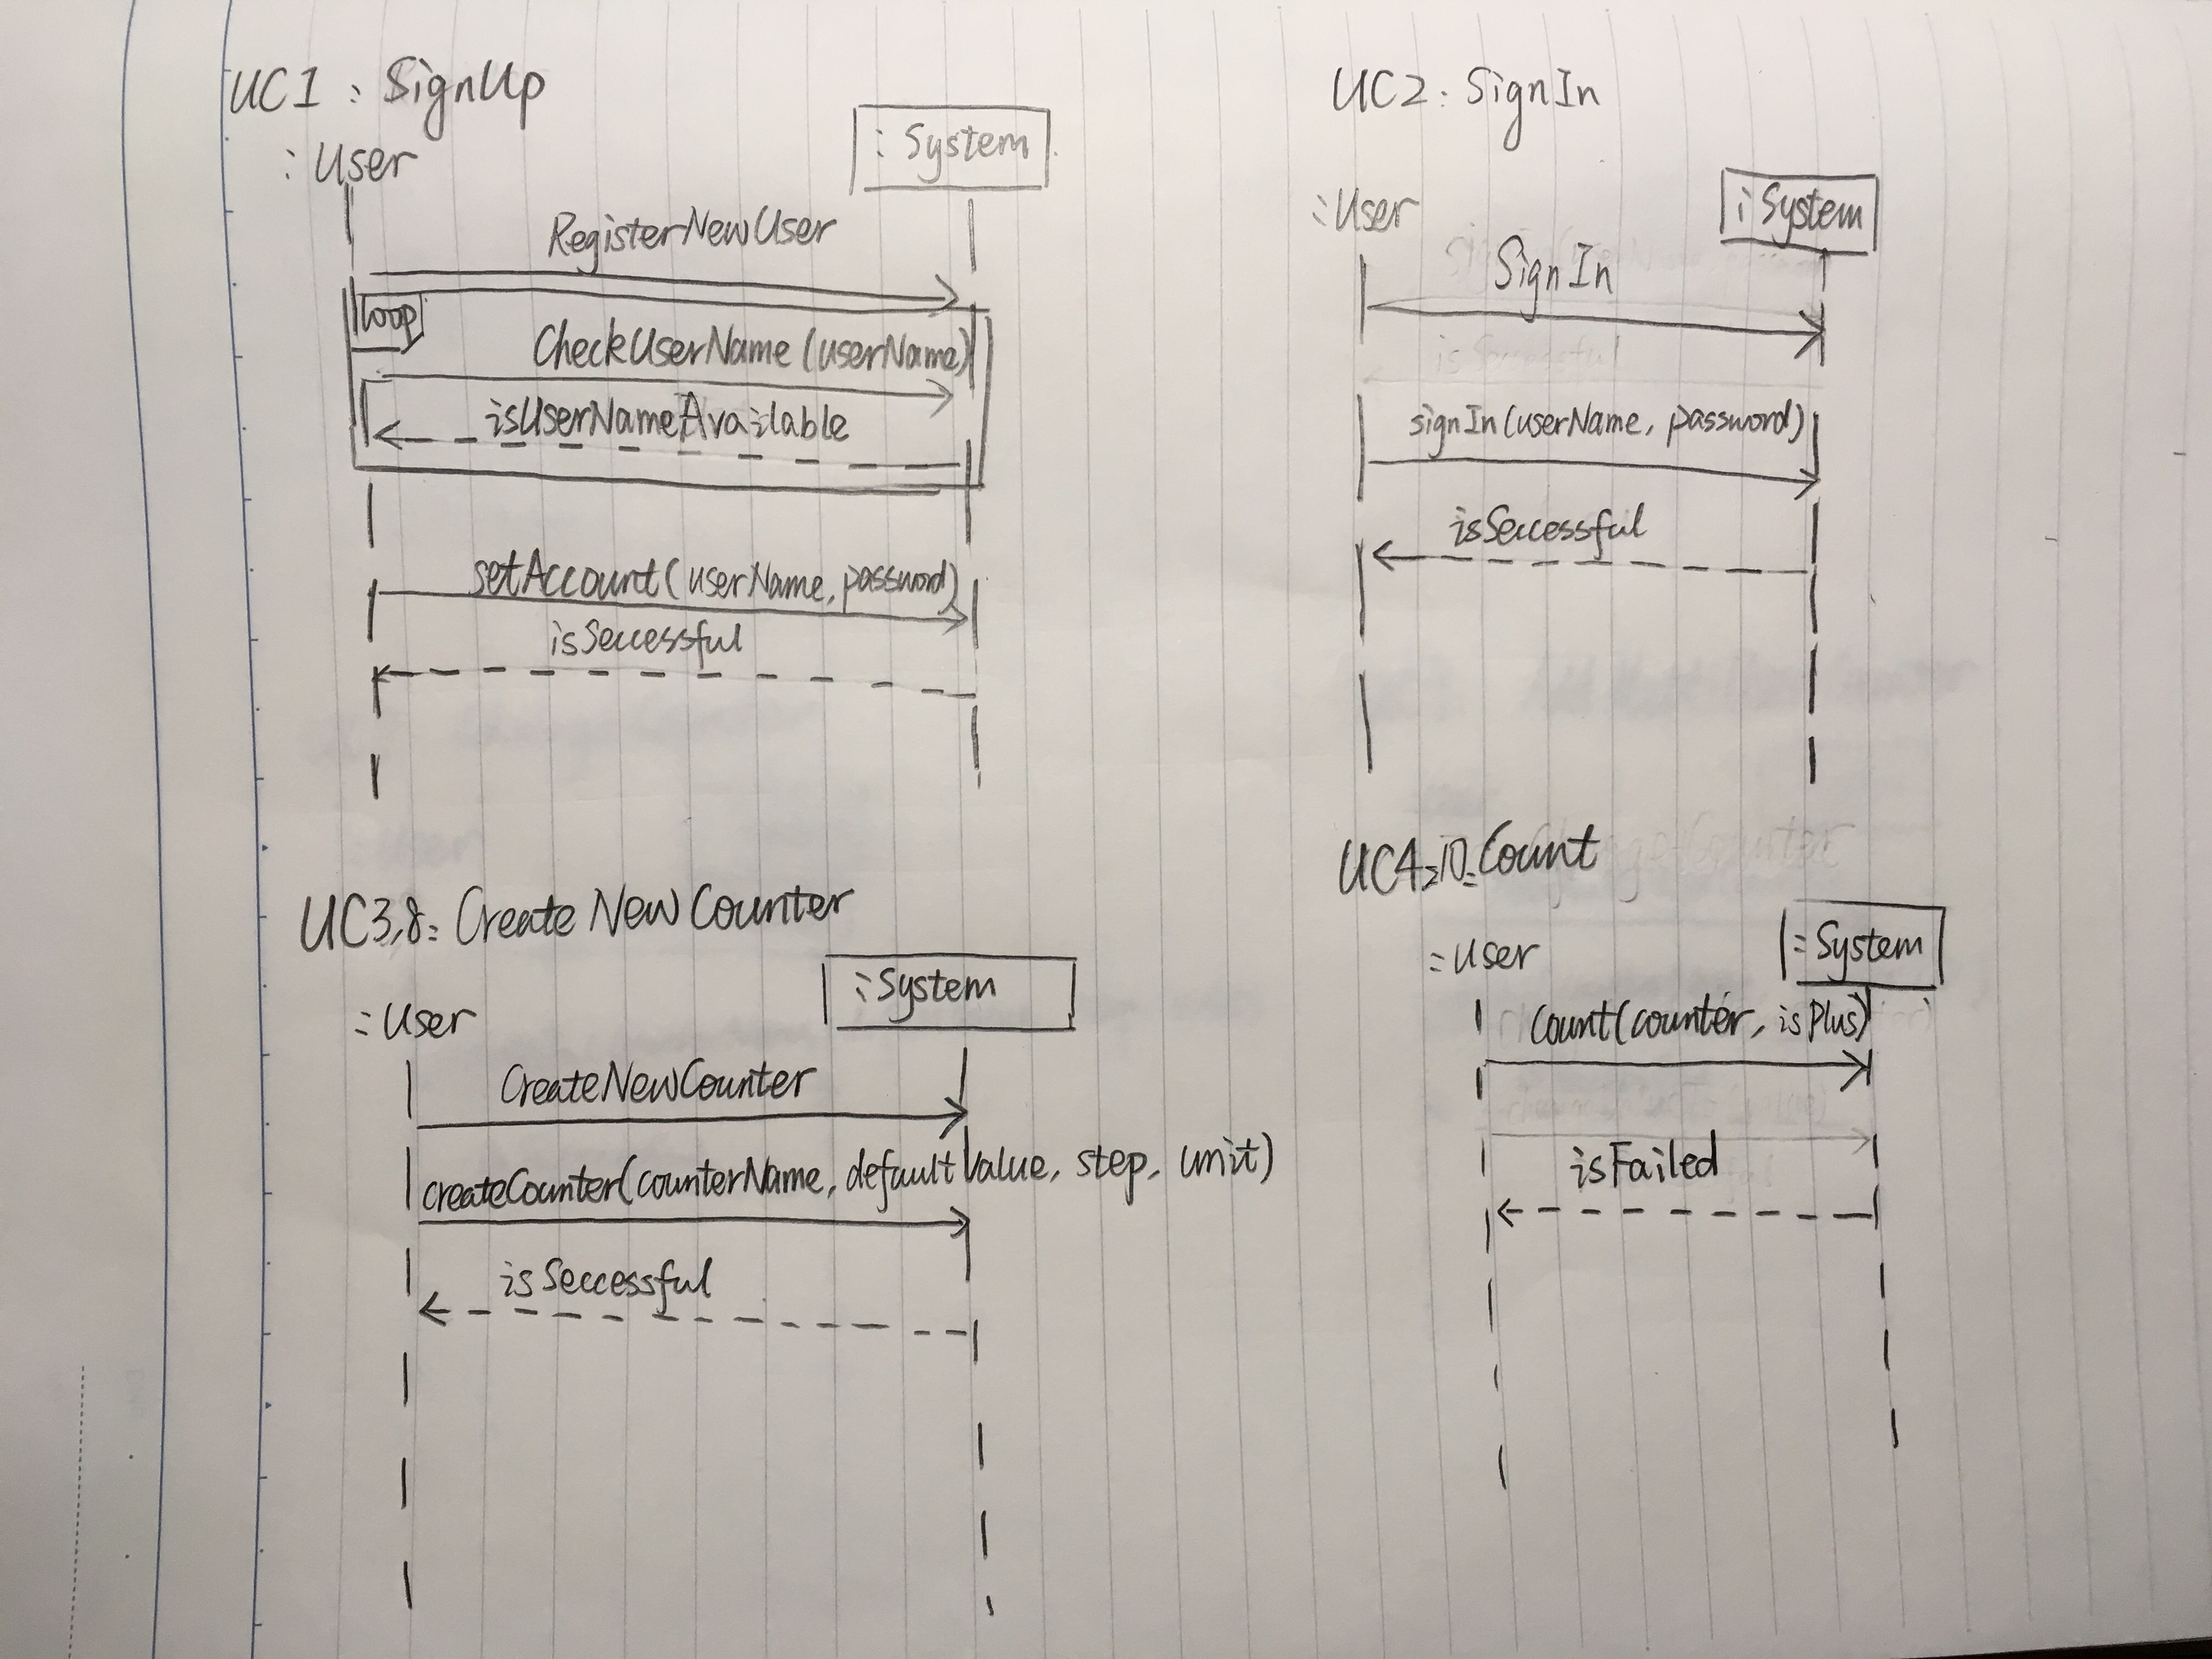 UC1: SignUp
:User
:System
RegisterNewUser
loop
CheckUserName(userName)
isUserNameAvailable
setAccount(userName, password)
isSeccessful
UC2: SignIn
:User
:System
SignIn
isSuccessful
signIn(userName, password)
isSeccessful
UC3,8: Create New Counter
:User
:System
CreateNewCounter
createCounter(counterName, defaultValue, step, unit)
isSeccessful
UC4,10: Count
:User
:System
Count(counter, isPlus)
isFailed